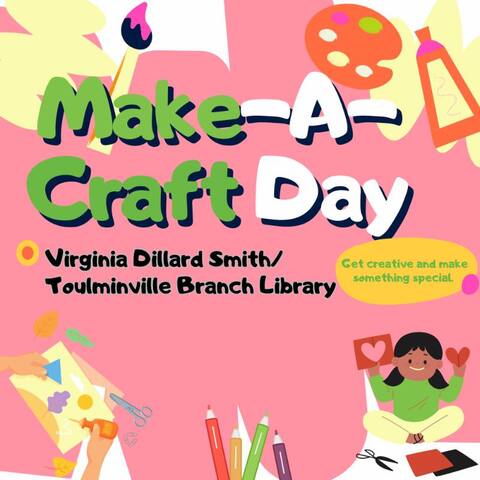 Make-A-
Craft Day
Virginia Dillard Smith/
Toulminville Branch Library
Get creative and make
something special.